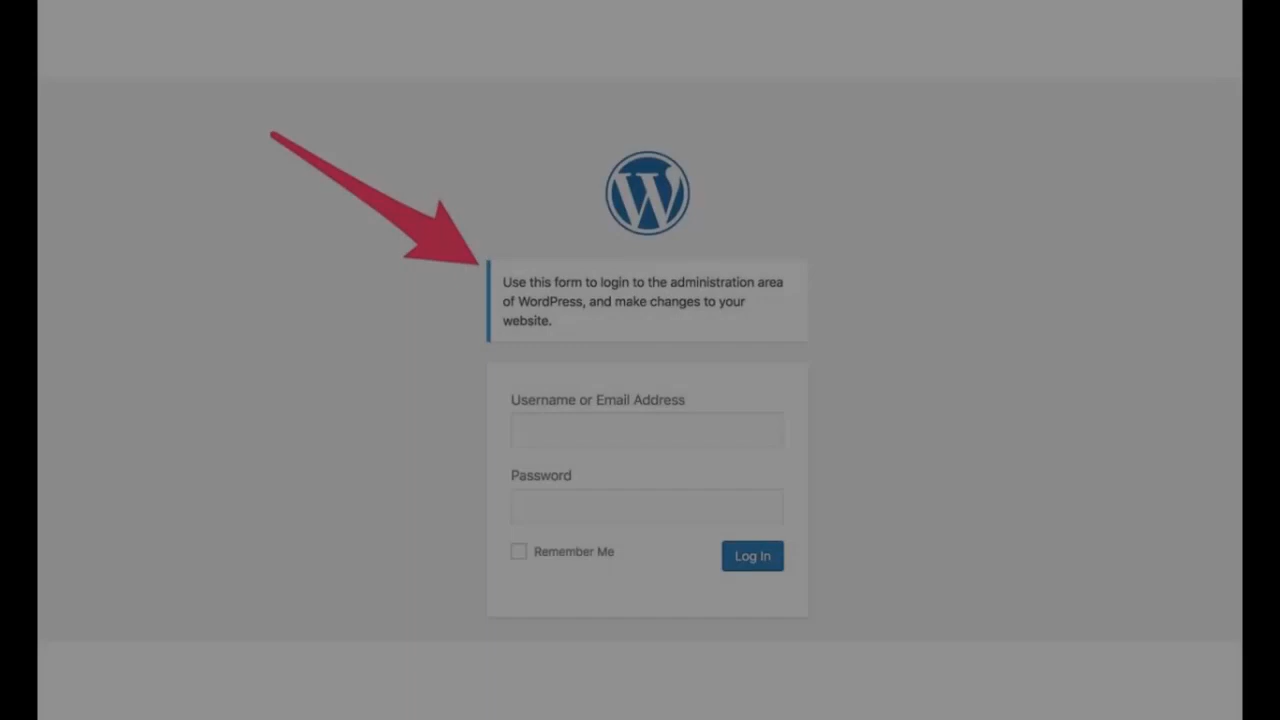 Use this form to login to the administration area
of WordPress, and make changes to your
website.
Username or Email Address
Password
Remember Me
Log In